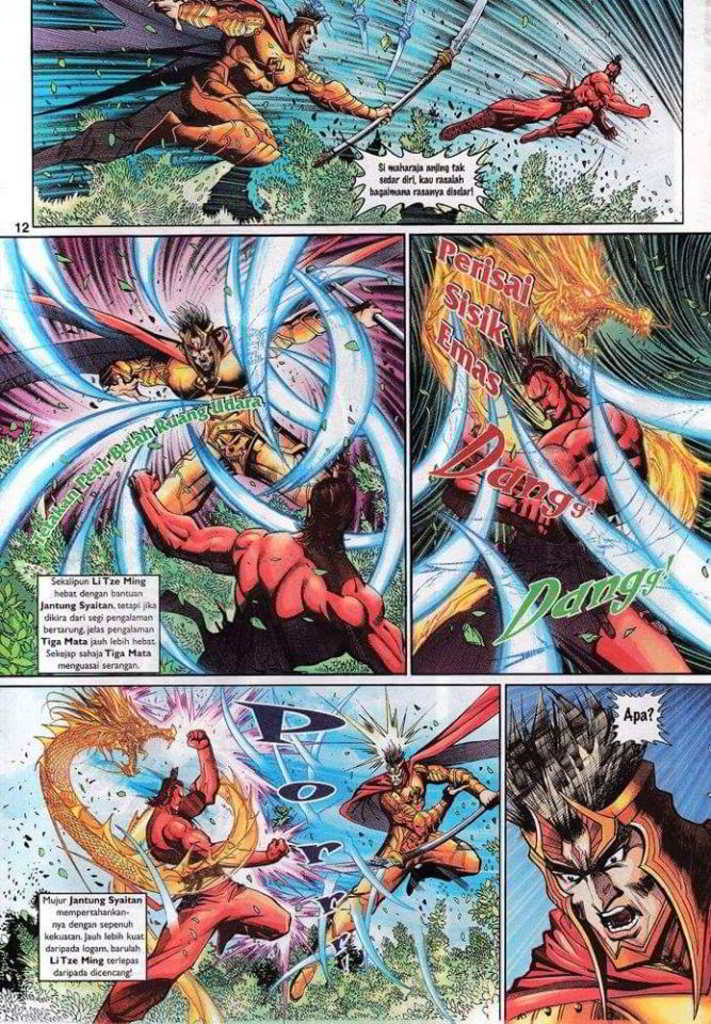 Si maharaja anjing tak
sedar diri, kau rasalah
bagaimana rasanya diselar!
12
Petir Belah Ruang Udara
Sekalipun Li Tze Ming
hebat dengan bantuan
Jantung Syaitan, tetapi jika
dikira dari segi pengalaman
bertarung, jelas pengalaman
Tiga Mata jauh lebih hebat.
Sekejap sahaja Tiga Mata
menguasai serangan.
Perisai
Sisik
Emas
Dangg!
Dangg!
Mujur Jantung Syaitan
mempertahankan-
nya dengan sepenuh
kekuatan. Jauh lebih kuat
daripada logam, barulah
Li Tze Ming terlepas
daripada dicencang!
Porrr
Apa?